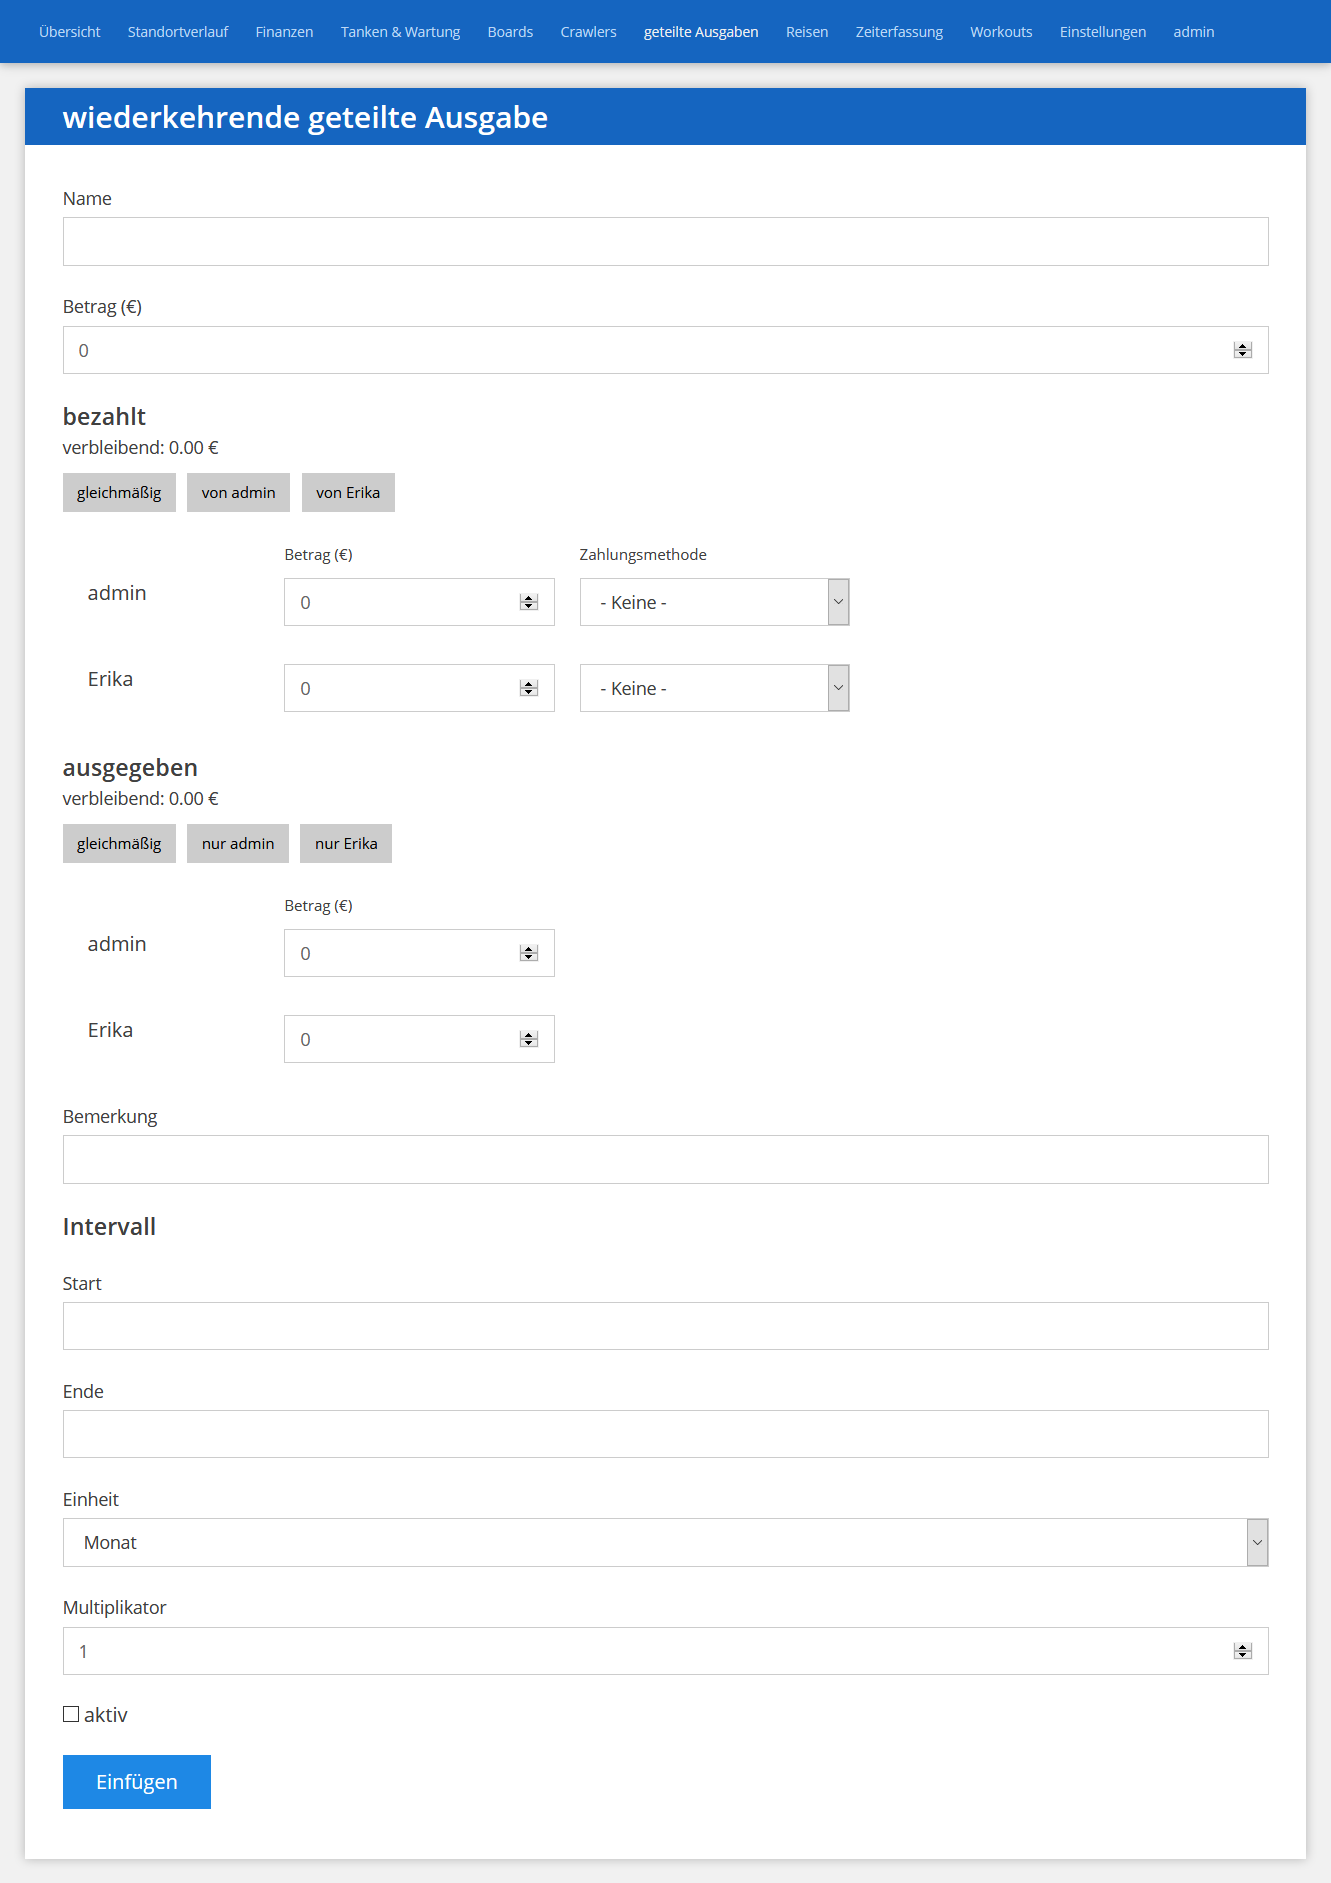 Übersicht Standortverlauf Finanzen Tanken & Wartung Boards Crawlers geteilte Ausgaben Reisen Zeiterfassung Workouts Einstellungen admin
wiederkehrende geteilte Ausgabe
Name
Betrag (€)
0
bezahlt
verbleibend: 0.00 €
gleichmäßig von admin von Erika
Betrag (€) Zahlungsmethode
admin 0 - Keine -
Erika 0 - Keine -
ausgegeben
verbleibend: 0.00 €
gleichmäßig nur admin nur Erika
Betrag (€)
admin 0
Erika 0
Bemerkung
Intervall
Start
Ende
Einheit
Monat
Multiplikator
1
aktiv
Einfügen